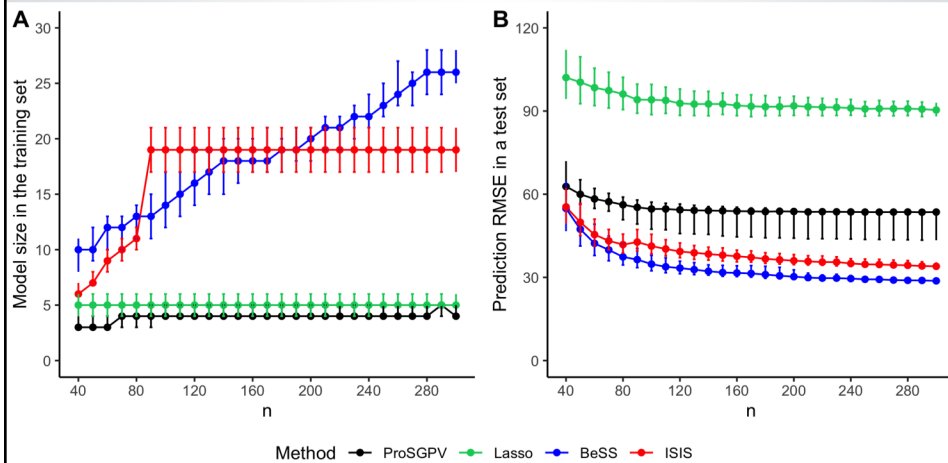 A
Model size in the training set
30
25
20
15
10
5
0
40 80 120 160 200 240 280
n
B
Prediction RMSE in a test set
120
90
60
30
0
40 80 120 160 200 240 280
n
Method ProSGPV Lasso BeSS ISIS